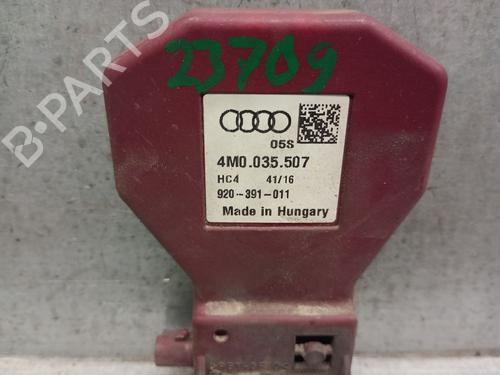 23709
B-PARTS
05S
4M0.035.507
HC4 41/16
920-391-011
Made in Hungary